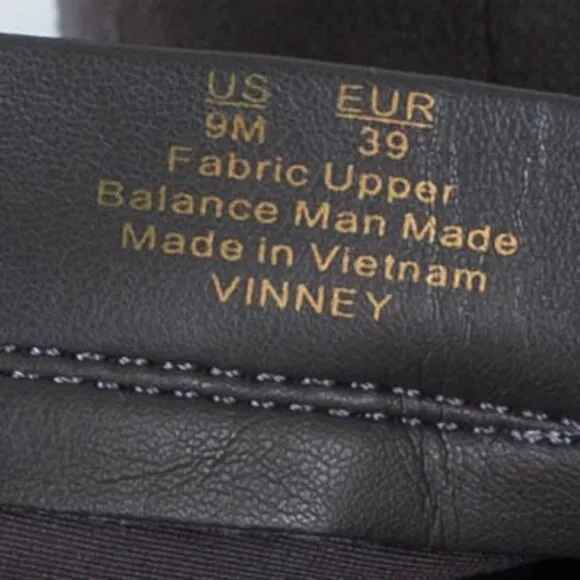 US EUR
9M 39
Fabric Upper
Balance Man Made
Made in Vietnam
VINNEY